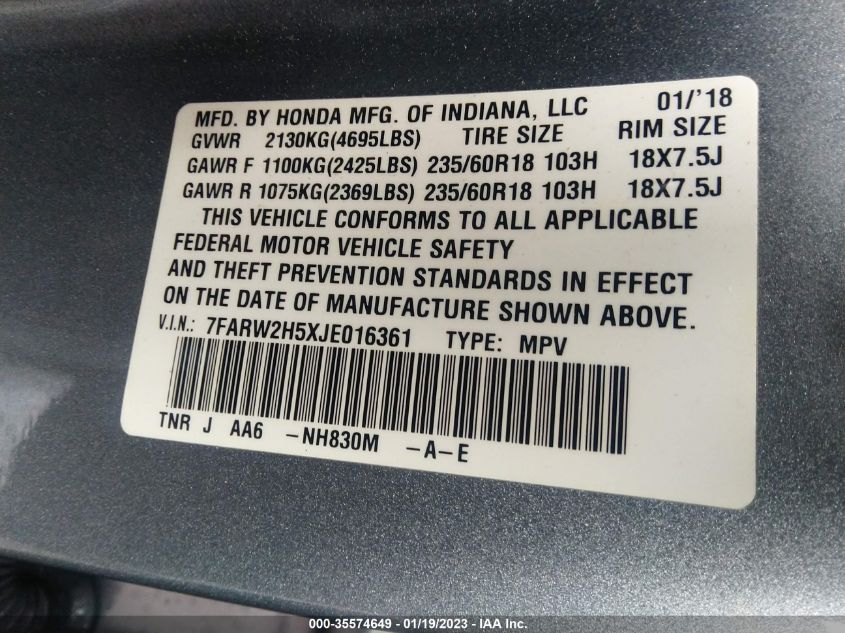 MFD. BY HONDA MFG. OF INDIANA, LLC 01/'18
GVWR 2130KG(4695LBS) TIRE SIZE RIM SIZE
GAWR F 1100KG(2425LBS) 235/60R18 103H 18X7.5J
GAWR R 1075KG(2369LBS) 235/60R18 103H 18X7.5J
THIS VEHICLE CONFORMS TO ALL APPLICABLE
FEDERAL MOTOR VEHICLE SAFETY
AND THEFT PREVENTION STANDARDS IN EFFECT
ON THE DATE OF MANUFACTURE SHOWN ABOVE.
V.I.N.: 7FARW2H5XJE016361 TYPE: MPV
TNR J AA6 -NH830M -A-E
000-35574649 - 01/19/2023 - IAA Inc.